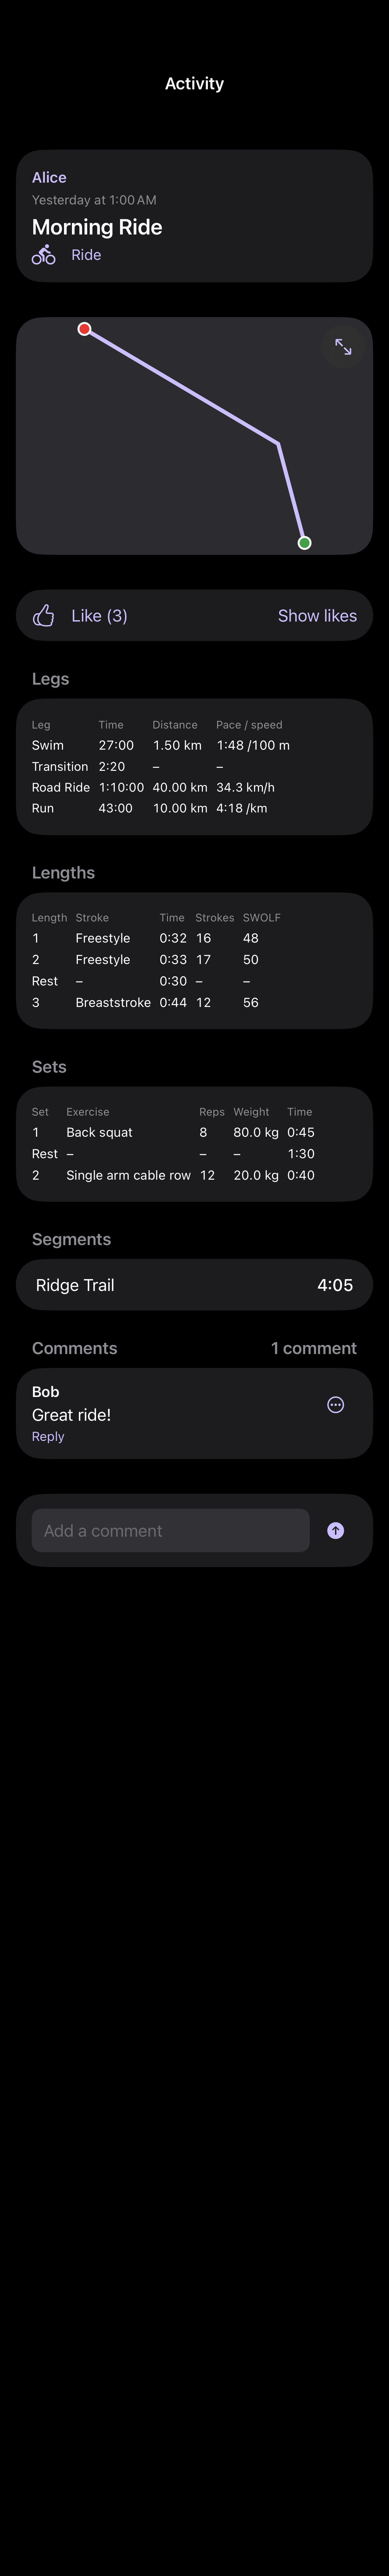 Activity
Alice
Yesterday at 1:00 AM
Morning Ride
Ride
Like (3) Show likes
Legs
Leg Time Distance Pace / speed
Swim 27:00 1.50 km 1:48 /100 m
Transition 2:20 – –
Road Ride 1:10:00 40.00 km 34.3 km/h
Run 43:00 10.00 km 4:18 /km
Lengths
Length Stroke Time Strokes SWOLF
1 Freestyle 0:32 16 48
2 Freestyle 0:33 17 50
Rest – 0:30 – –
3 Breaststroke 0:44 12 56
Sets
Set Exercise Reps Weight Time
1 Back squat 8 80.0 kg 0:45
Rest – – – 1:30
2 Single arm cable row 12 20.0 kg 0:40
Segments
Ridge Trail 4:05
Comments 1 comment
Bob
Great ride!
Reply
Add a comment